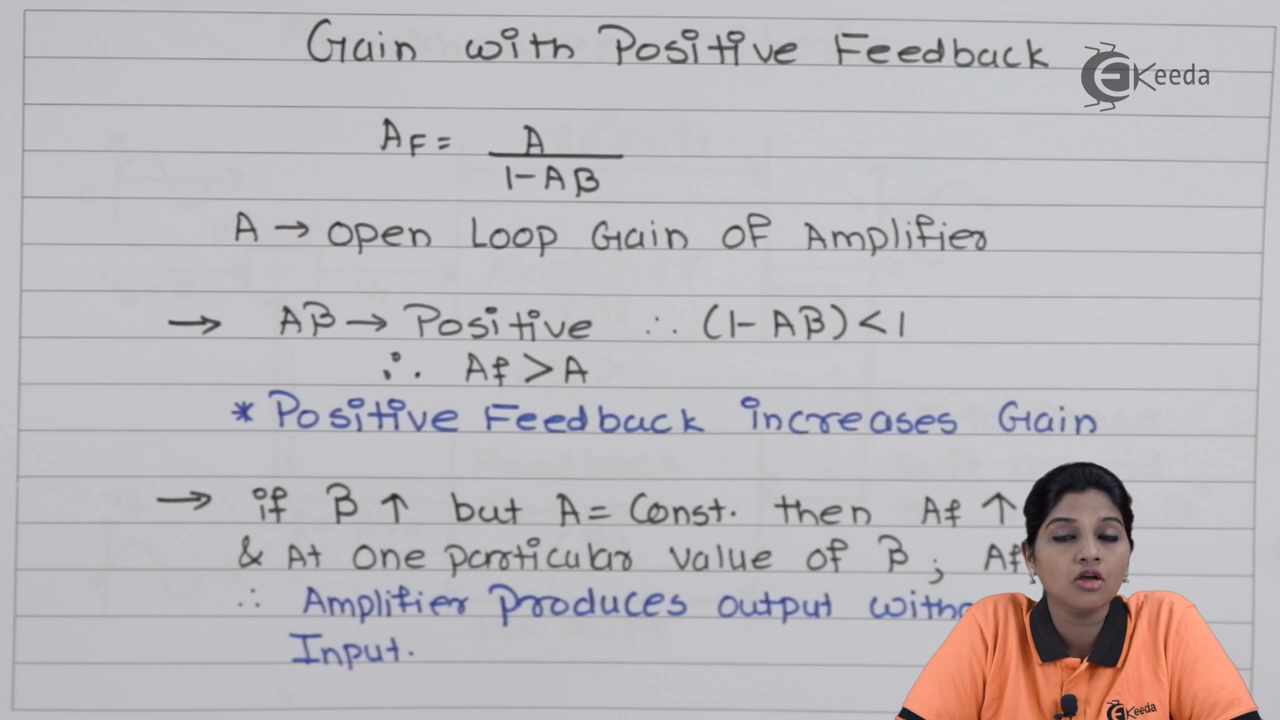 Gain with Positive Feedback
EKeeda
AF = A
1-Aβ
A → open Loop Gain of Amplifier
→ Aβ → Positive ∴ (1-Aβ) < 1
∴ Af > A
* Positive Feedback increases Gain
→ if β ↑ but A = Const. then Af ↑
& At one particular value of β ; Af
∴ Amplifier produces output
Input.
EKeeda